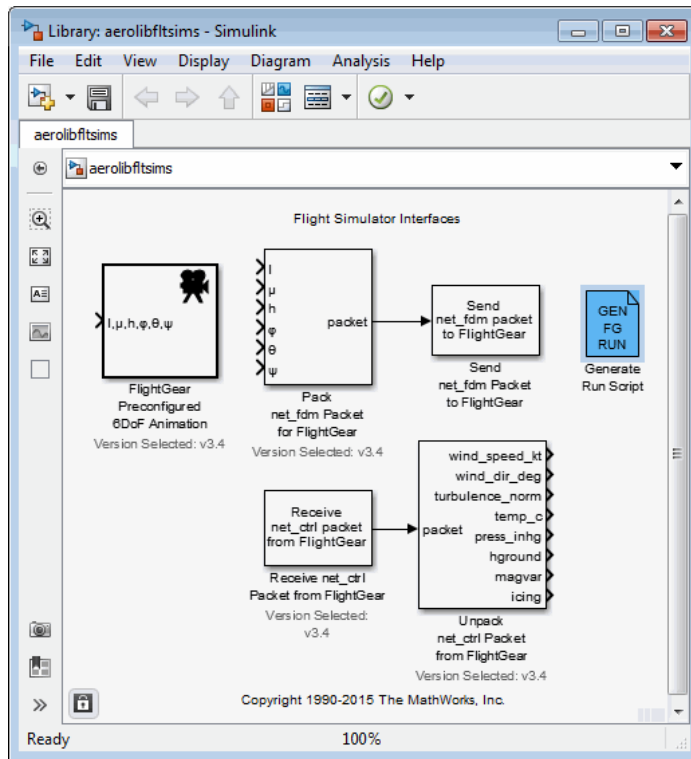 Library: aerolibfltsims - Simulink
File Edit View Display Diagram Analysis Help
aerolibfltsims
aerolibfltsims
Flight Simulator Interfaces
l,μ,h,φ,θ,ψ
FlightGear
Preconfigured
6DoF Animation
Version Selected: v3.4
l
μ
h
φ
θ
ψ
packet
Pack
net_fdm Packet
for FlightGear
Version Selected: v3.4
Send
net_fdm packet
to FlightGear
Send
net_fdm Packet
to FlightGear
GEN
FG
RUN
Generate
Run Script
Receive
net_ctrl packet
from FlightGear
Receive net_ctrl
Packet from FlightGear
Version Selected:
v3.4
packet
wind_speed_kt
wind_dir_deg
turbulence_norm
temp_c
press_inhg
hground
magvar
icing
Unpack
net_ctrl Packet
from FlightGear
Version Selected: v3.4
Copyright 1990-2015 The MathWorks, Inc.
Ready 100%